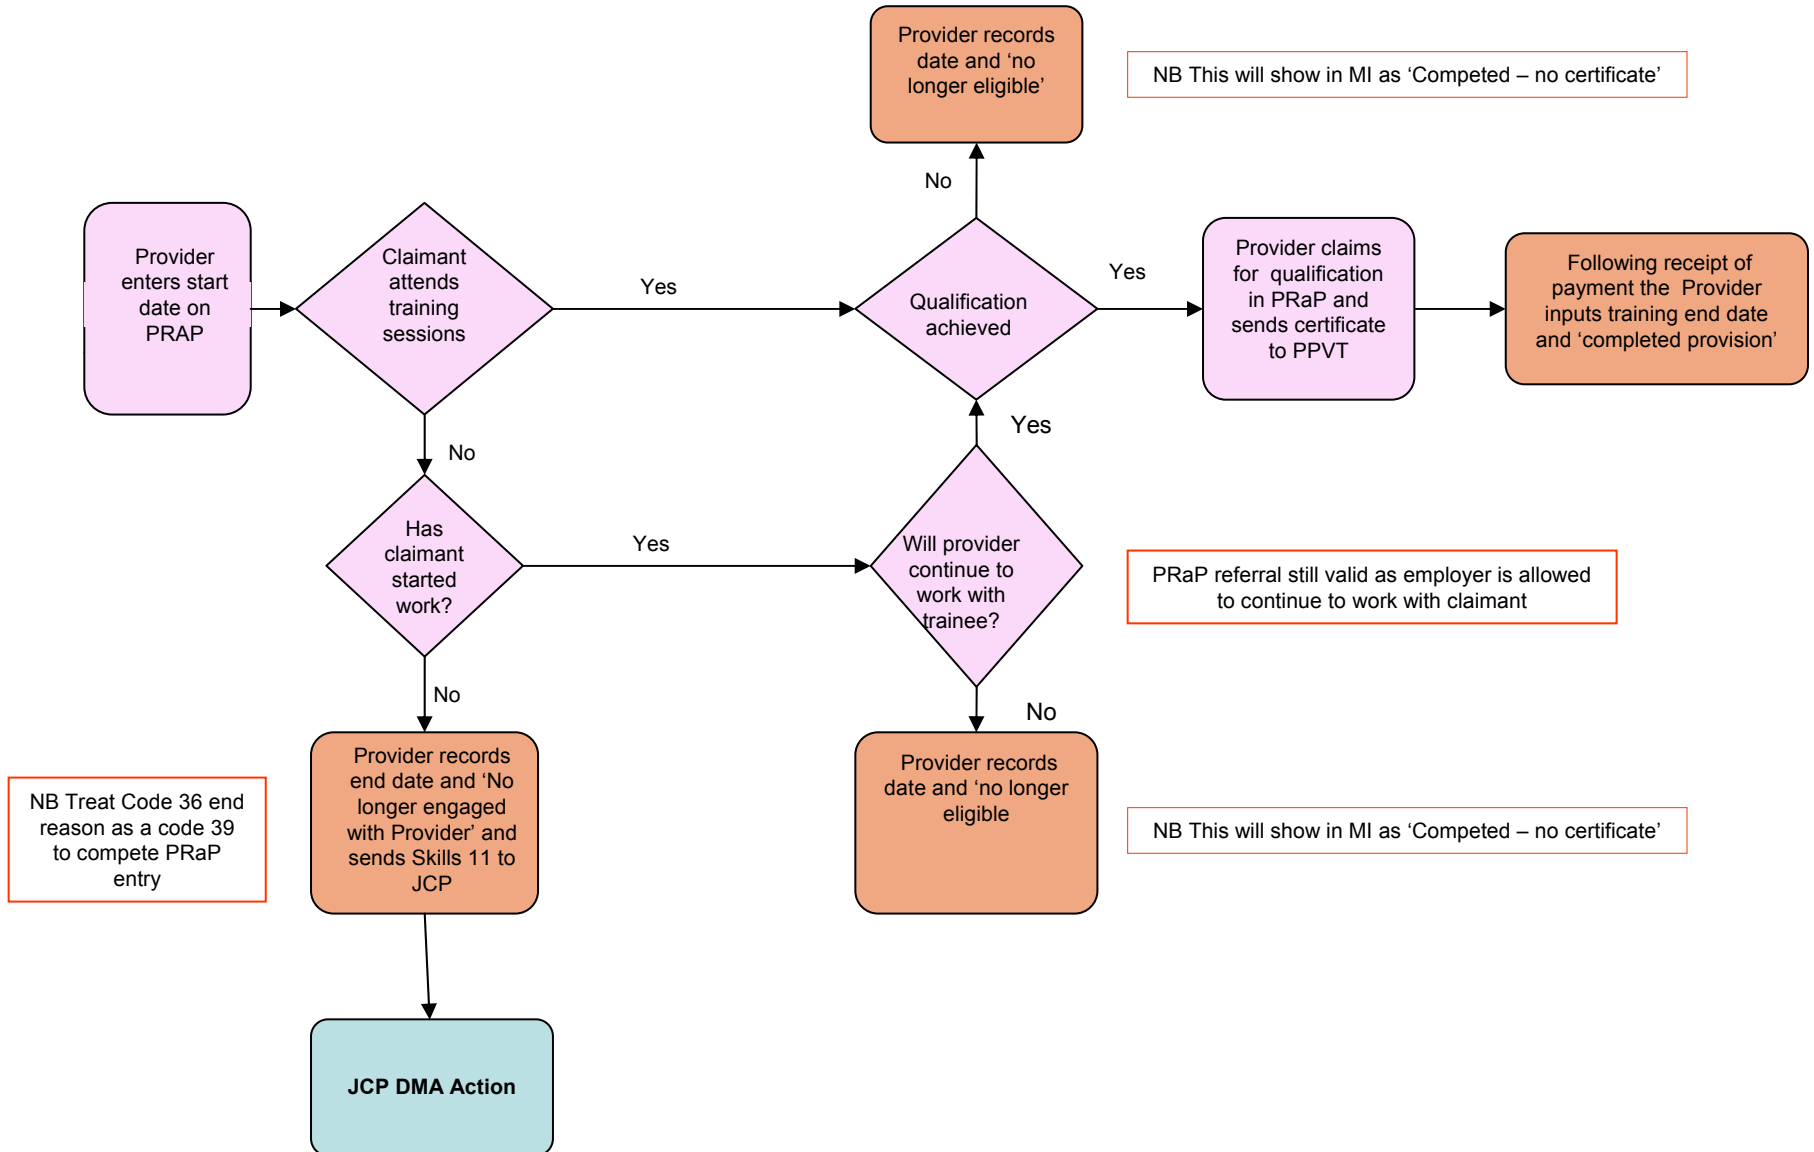 Provider records
date and ‘no
longer eligible’
NB This will show in MI as ‘Competed – no certificate’
No
Provider
enters start
date on
PRAP
Claimant
attends
training
sessions
Yes
Qualification
achieved
Yes
Provider claims
for qualification
in PRaP and
sends certificate
to PPVT
Following receipt of
payment the Provider
inputs training end date
and ‘completed provision’
No
Yes
Has
claimant
started
work?
Yes
Will provider
continue to
work with
trainee?
PRaP referral still valid as employer is allowed
to continue to work with claimant
No
No
NB Treat Code 36 end
reason as a code 39
to compete PRaP
entry
Provider records
end date and ‘No
longer engaged
with Provider’ and
sends Skills 11 to
JCP
Provider records
date and ‘no longer
eligible
NB This will show in MI as ‘Competed – no certificate’
JCP DMA Action